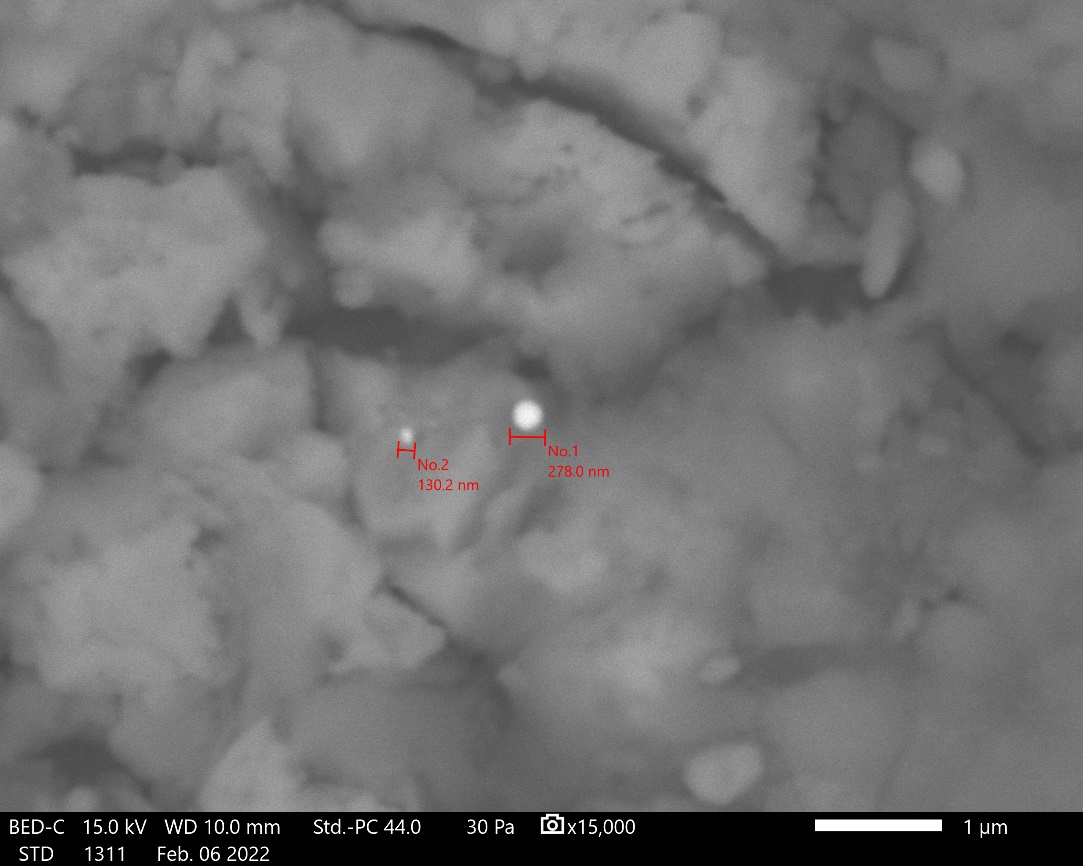 No.1
278.0 nm
No.2
130.2 nm
BED-C 15.0 kV WD 10.0 mm Std.-PC 44.0 30 Pa x15,000 1 µm
STD 1311 Feb. 06 2022